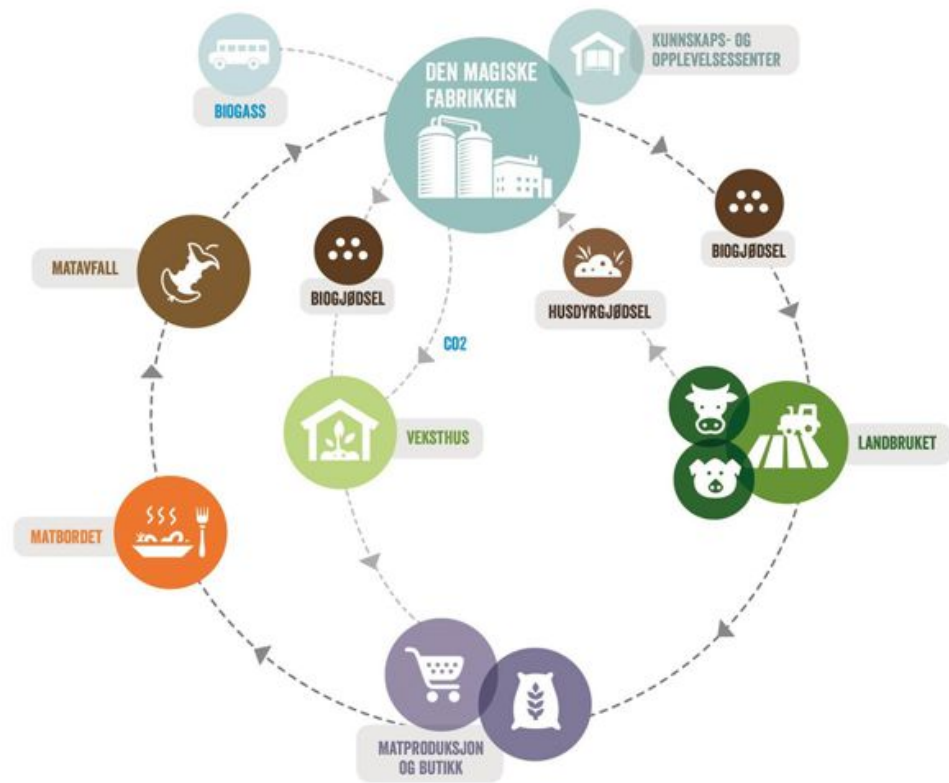 KUNNSKAPS- OG
OPPLEVELSESSENTER
DEN MAGISKE
FABRIKKEN
BIOGASS
BIOGJØDSEL
MATAVFALL
BIOGJØDSEL
HUSDYRGJØDSEL
CO2
VEKSTHUS
LANDBRUKET
MATBORDET
MATPRODUKSJON
OG BUTIKK